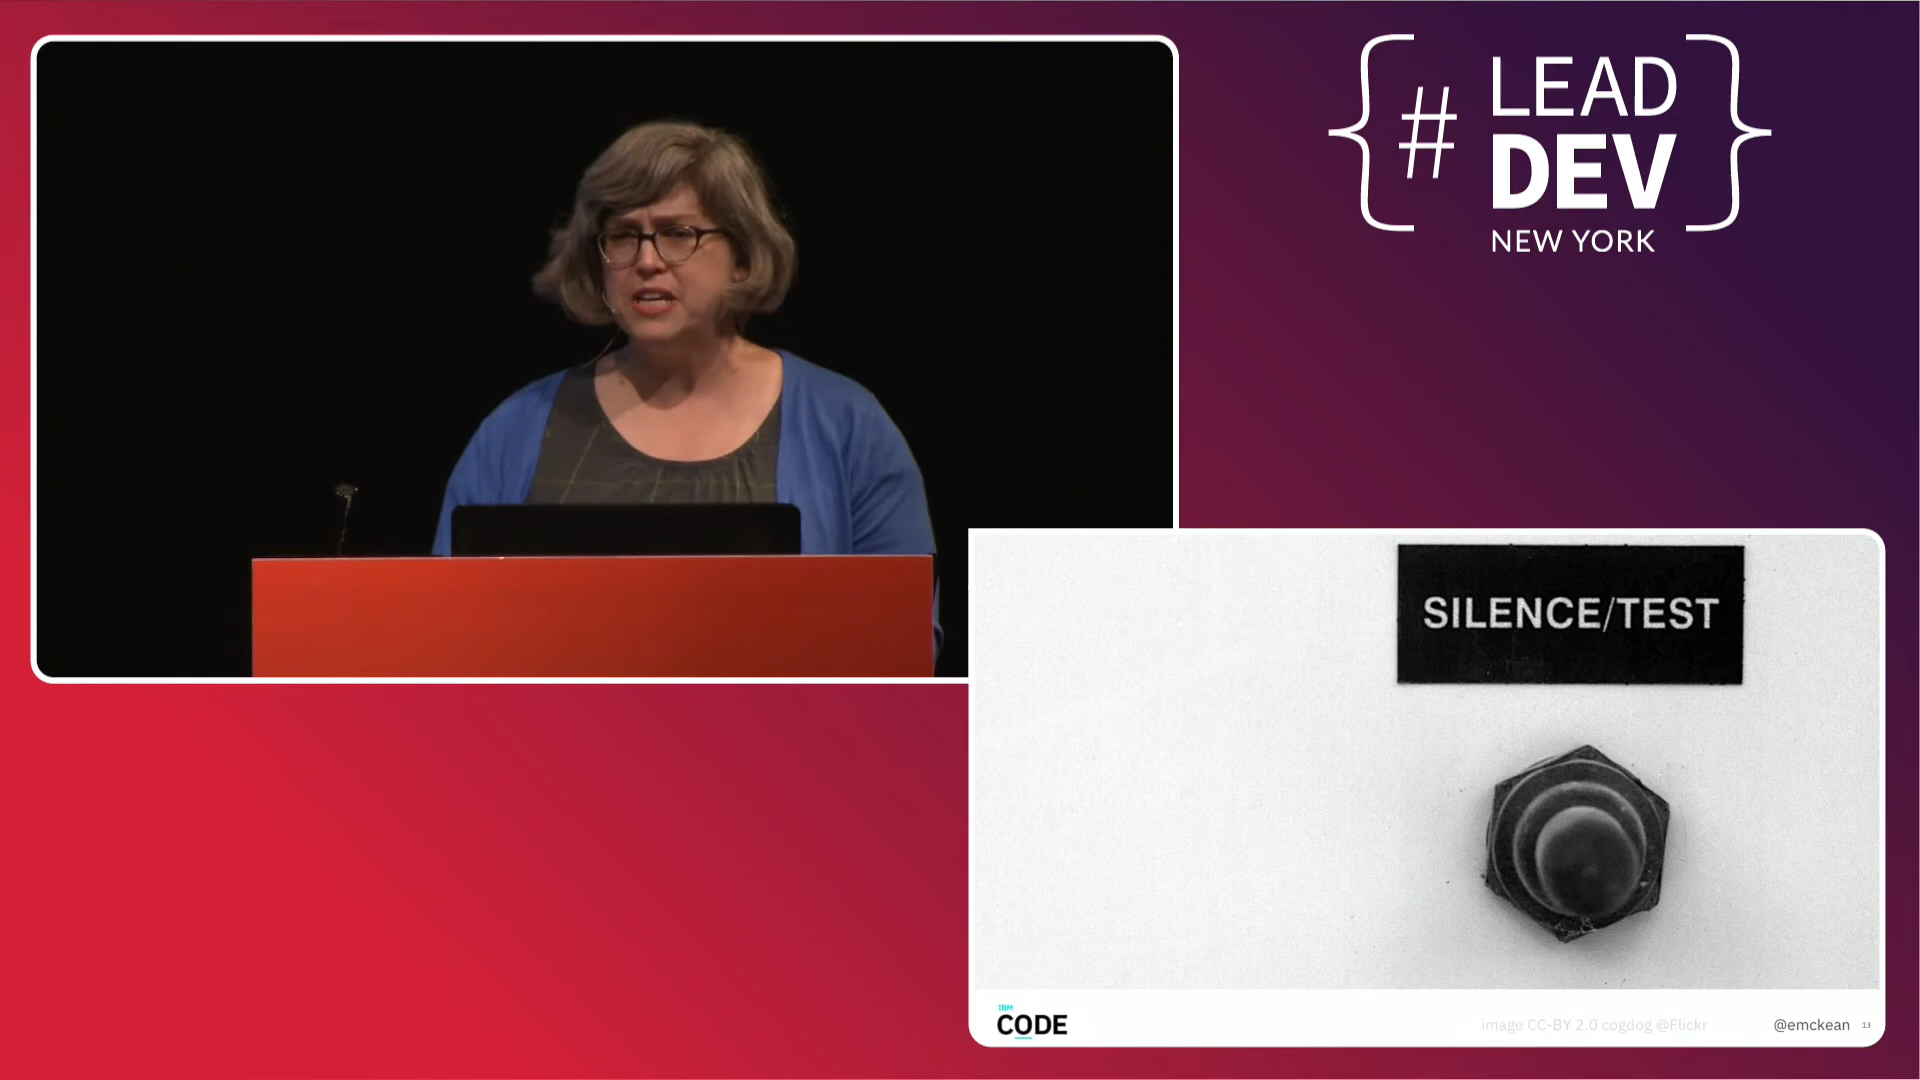 # LEAD
DEV
NEW YORK
SILENCE/TEST
IBM
CODE
image CC-BY 2.0 cogdog @Flickr
@emckean 13